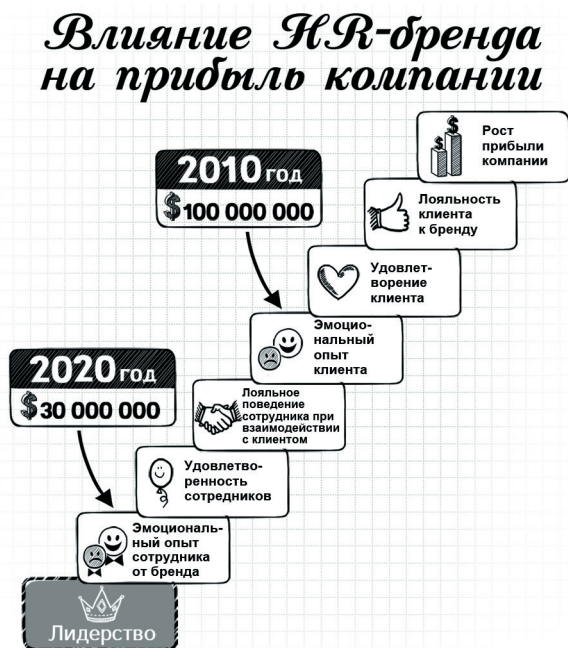 Влияние HR-бренда
на прибыль компании
$ Рост
прибыли
компании
2010 год
$ 100 000 000
Лояльность
клиента
к бренду
Удовлет-
ворение
клиента
Эмоцио-
нальный
опыт
клиента
2020 год
$ 30 000 000
Лояльное
поведение
сотрудника при
взаимодействии
с клиентом
Удовлетво-
ренность
сотредников
Эмоциональ-
ный опыт
сотрудника
от бренда
Лидерство